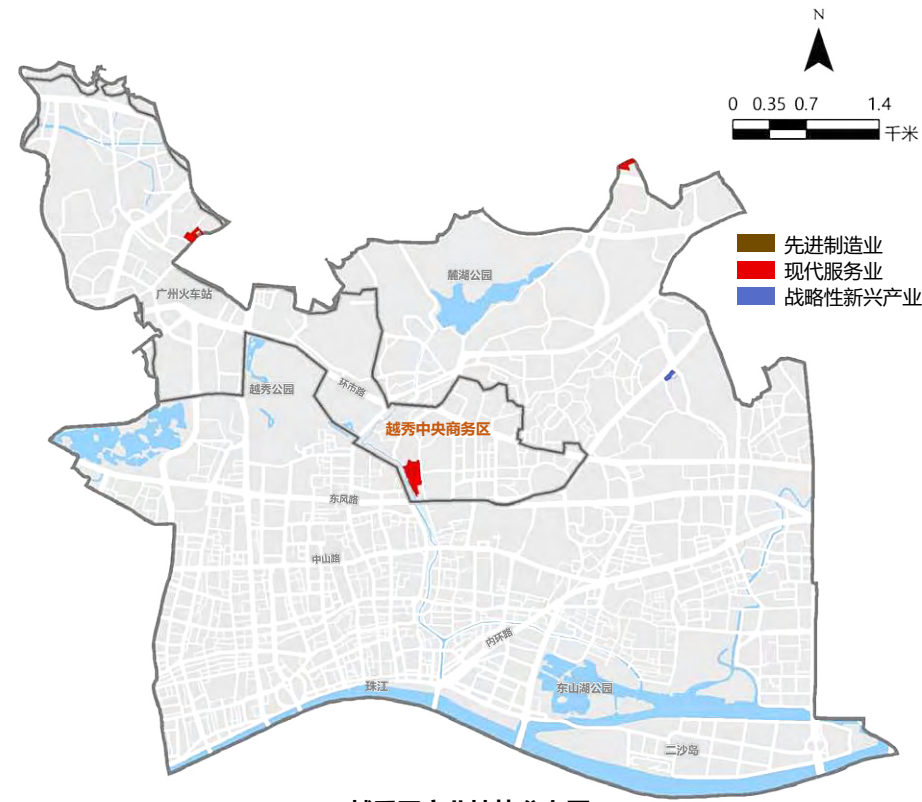 N
0 0.35 0.7 1.4
千米
先进制造业
现代服务业
战略性新兴产业
麓湖公园
广州火车站
越秀公园
环市路
越秀中央商务区
东风路
中山路
内环路
珠江
东山湖公园
二沙岛